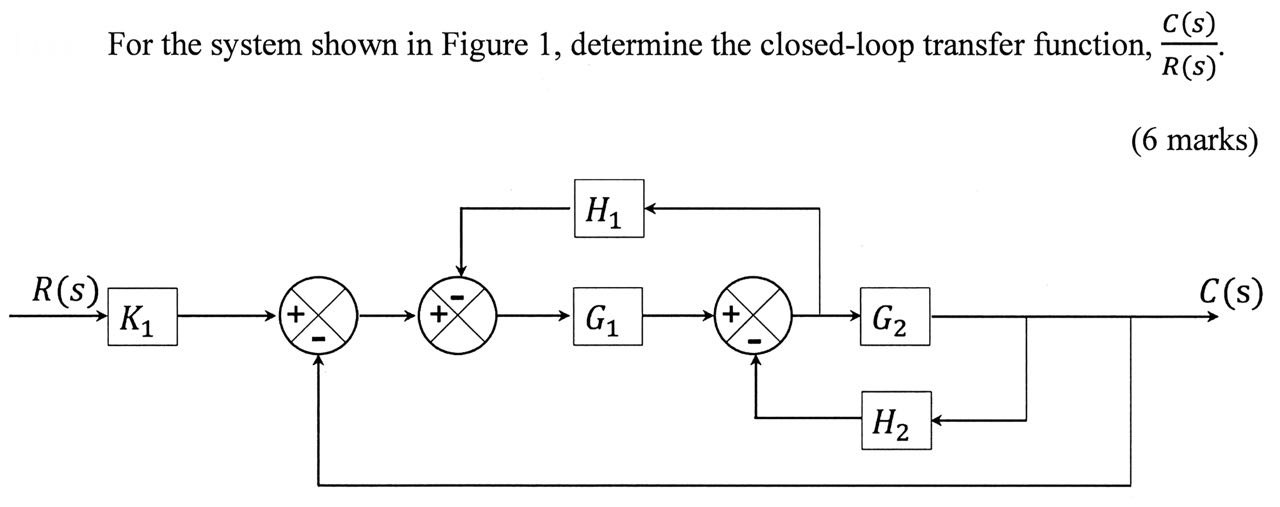 For the system shown in Figure 1, determine the closed-loop transfer function, C(s)/R(s).
(6 marks)
H₁
R(s)
K₁
+
-
+
-
G₁
+
-
G₂
C(s)
H₂